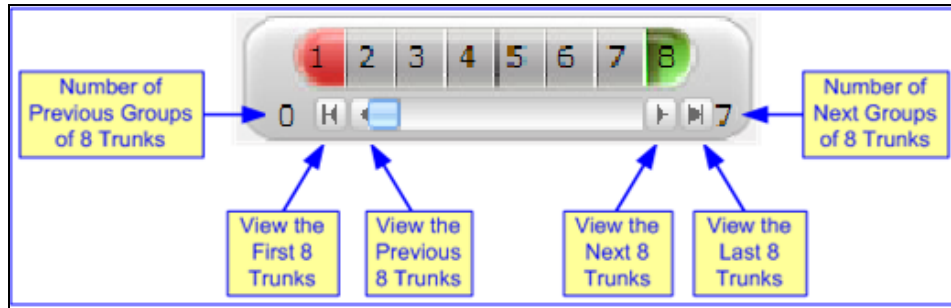 1 2 3 4 5 6 7 8
Number of
Previous Groups
of 8 Trunks
0
7
Number of
Next Groups
of 8 Trunks
View the
First 8
Trunks
View the
Previous
8 Trunks
View the
Next 8
Trunks
View the
Last 8
Trunks